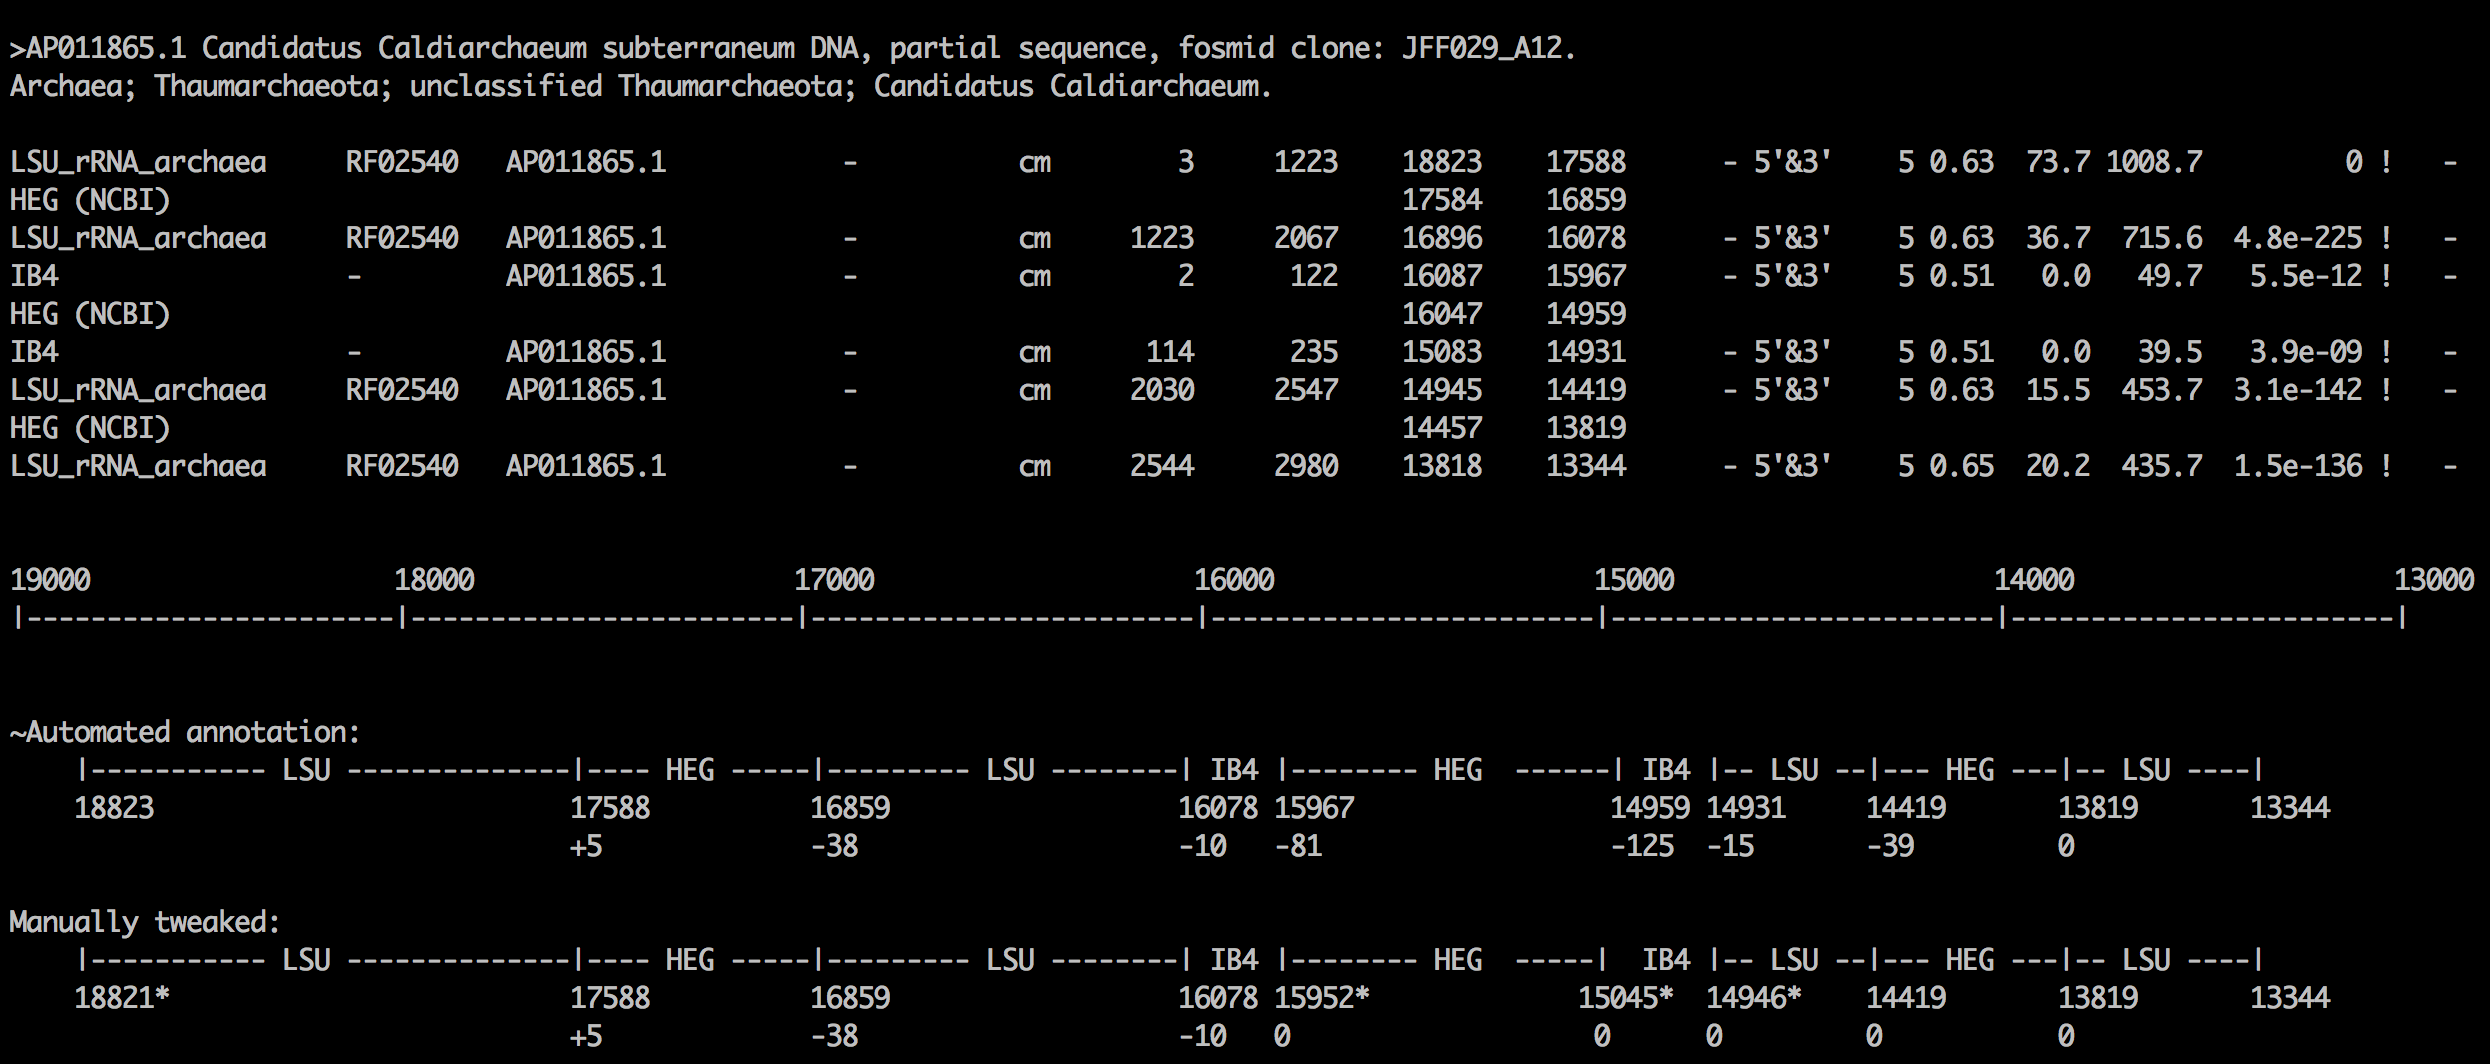 >AP011865.1 Candidatus Caldiarchaeum subterraneum DNA, partial sequence, fosmid clone: JFF029_A12.
Archaea; Thaumarchaeota; unclassified Thaumarchaeota; Candidatus Caldiarchaeum.
LSU_rRNA_archaea     RF02540   AP011865.1           -          cm        3     1223    18823    17588      - 5'&3'    5 0.63  73.7 1008.7         0 !   -
HEG (NCBI)                                                                             17584    16859
LSU_rRNA_archaea     RF02540   AP011865.1           -          cm     1223     2067    16896    16078      - 5'&3'    5 0.63  36.7  715.6  4.8e-225 !   -
IB4                  -         AP011865.1           -          cm        2      122    16087    15967      - 5'&3'    5 0.51   0.0   49.7   5.5e-12 !   -
HEG (NCBI)                                                                             16047    14959
IB4                  -         AP011865.1           -          cm      114      235    15083    14931      - 5'&3'    5 0.51   0.0   39.5   3.9e-09 !   -
LSU_rRNA_archaea     RF02540   AP011865.1           -          cm     2030     2547    14945    14419      - 5'&3'    5 0.63  15.5  453.7  3.1e-142 !   -
HEG (NCBI)                                                                             14457    13819
LSU_rRNA_archaea     RF02540   AP011865.1           -          cm     2544     2980    13818    13344      - 5'&3'    5 0.65  20.2  435.7  1.5e-136 !   -
19000                   18000                    17000                    16000                    15000                    14000                    13000
|-----------------------|------------------------|------------------------|------------------------|------------------------|------------------------|
~Automated annotation:
|----------- LSU --------------|---- HEG -----|--------- LSU --------| IB4 |-------- HEG  ------| IB4 |-- LSU --|--- HEG ---|-- LSU ----|
18823                          17588          16859                  16078 15967                14959 14931     14419       13819       13344
+5             -38                    -10   -81                  -125  -15       -39         0
Manually tweaked:
|----------- LSU --------------|---- HEG -----|--------- LSU --------| IB4 |-------- HEG  -----|  IB4 |-- LSU --|--- HEG ---|-- LSU ----|
18821*                         17588          16859                  16078 15952*             15045*  14946*    14419       13819       13344
+5             -38                    -10   0                   0      0         0           0